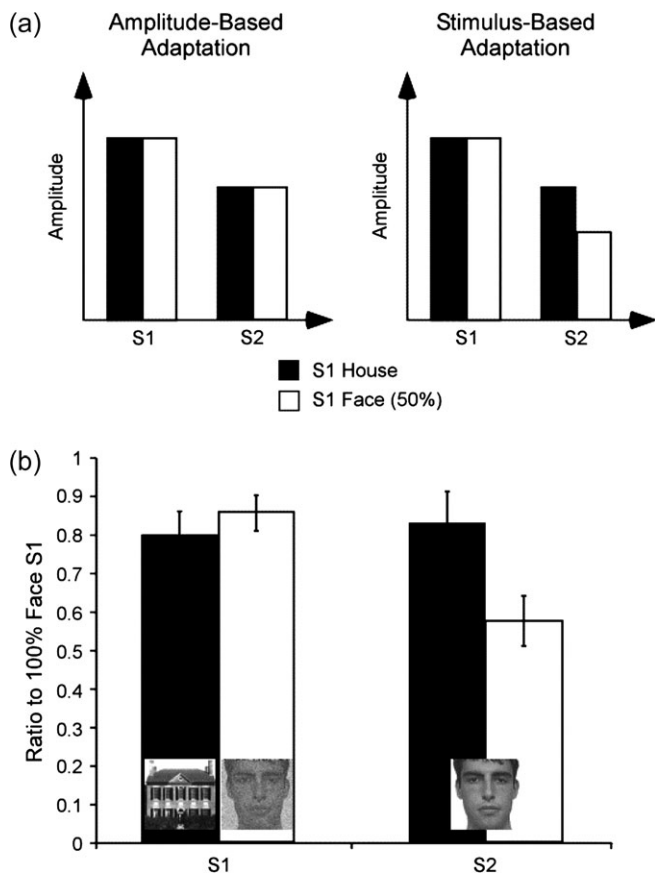 (a)
Amplitude-Based
Adaptation
Stimulus-Based
Adaptation
Amplitude
S1
S2
Amplitude
S1
S2
S1 House
S1 Face (50%)
(b)
Ratio to 100% Face S1
1
0.9
0.8
0.7
0.6
0.5
0.4
0.3
0.2
0.1
0
S1
S2